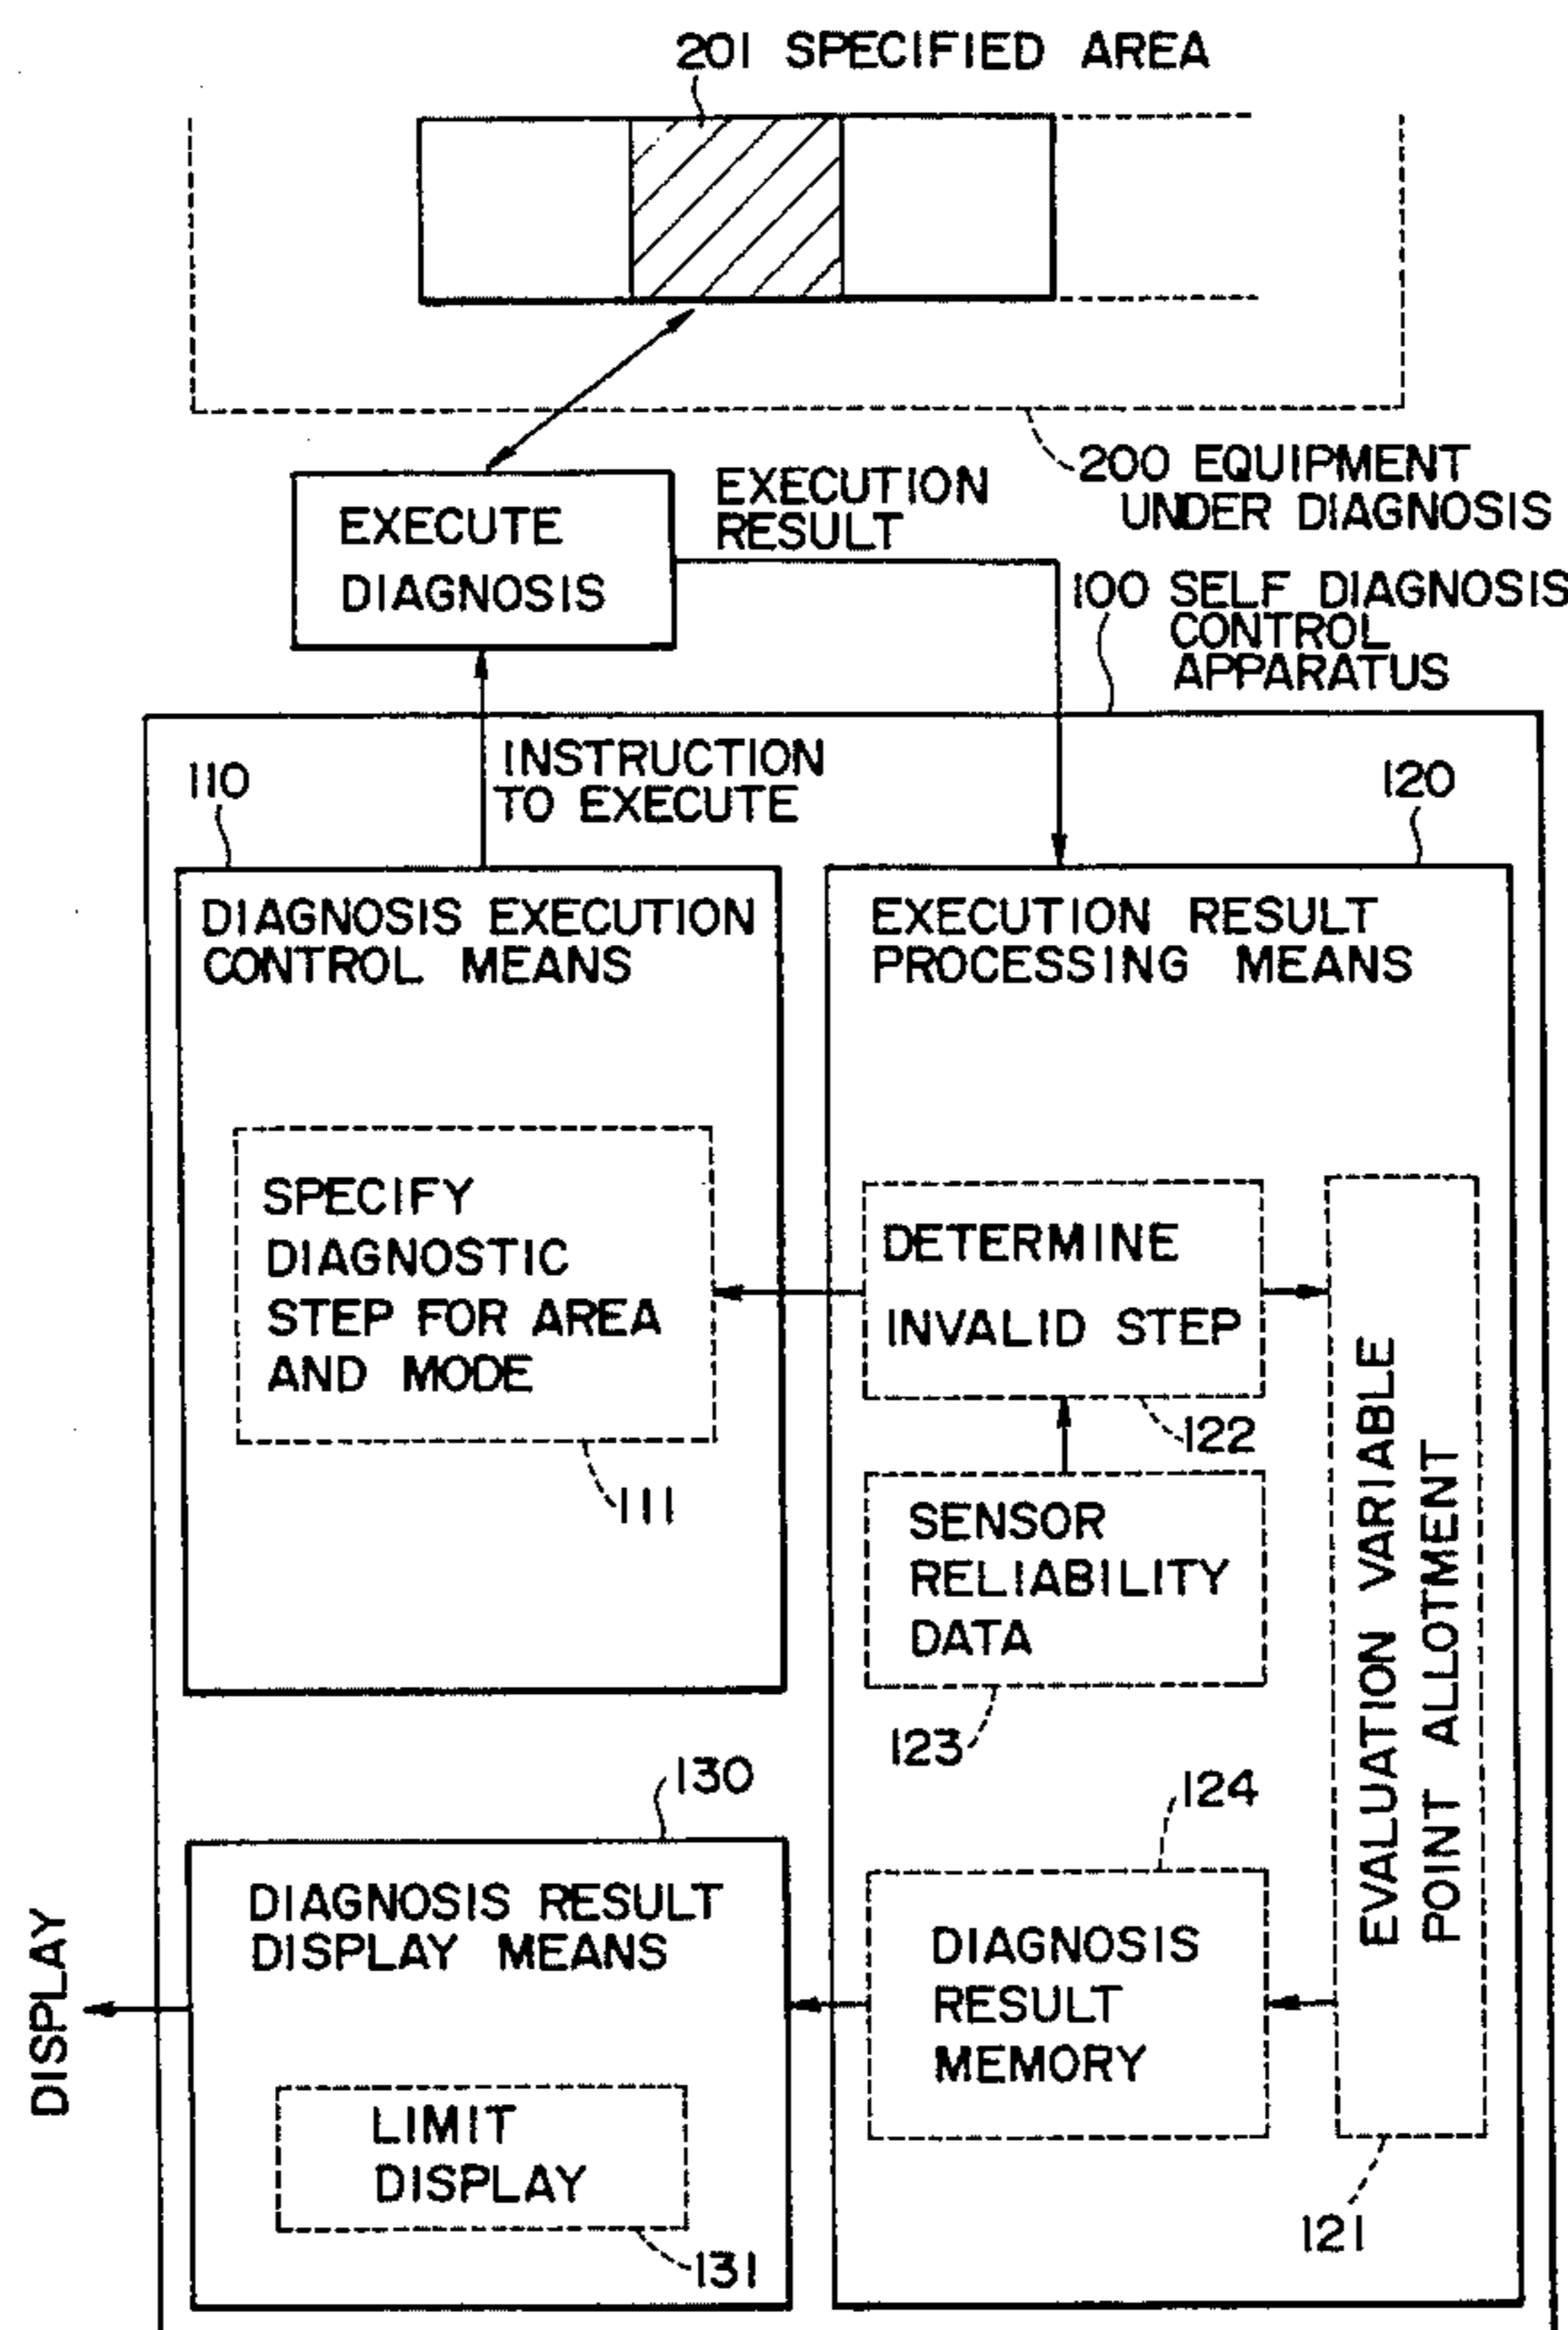 201 SPECIFIED AREA
200 EQUIPMENT
UNDER DIAGNOSIS
EXECUTE
DIAGNOSIS
EXECUTION
RESULT
100 SELF DIAGNOSIS
CONTROL
APPARATUS
INSTRUCTION
TO EXECUTE
110
120
DIAGNOSIS EXECUTION
CONTROL MEANS
EXECUTION RESULT
PROCESSING MEANS
SPECIFY
DIAGNOSTIC
STEP FOR AREA
AND MODE
111
DETERMINE
INVALID STEP
122
SENSOR
RELIABILITY
DATA
123
EVALUATION VARIABLE
POINT ALLOTMENT
121
124
DIAGNOSIS
RESULT
MEMORY
130
DIAGNOSIS RESULT
DISPLAY MEANS
LIMIT
DISPLAY
131
DISPLAY